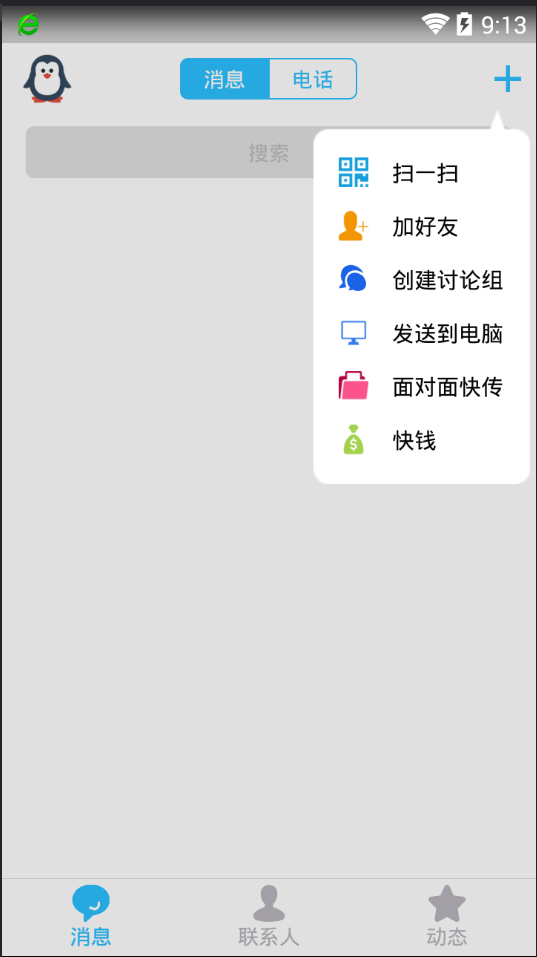 9:13
消息 电话
搜索
扫一扫
加好友
创建讨论组
发送到电脑
面对面快传
快钱
消息 联系人 动态